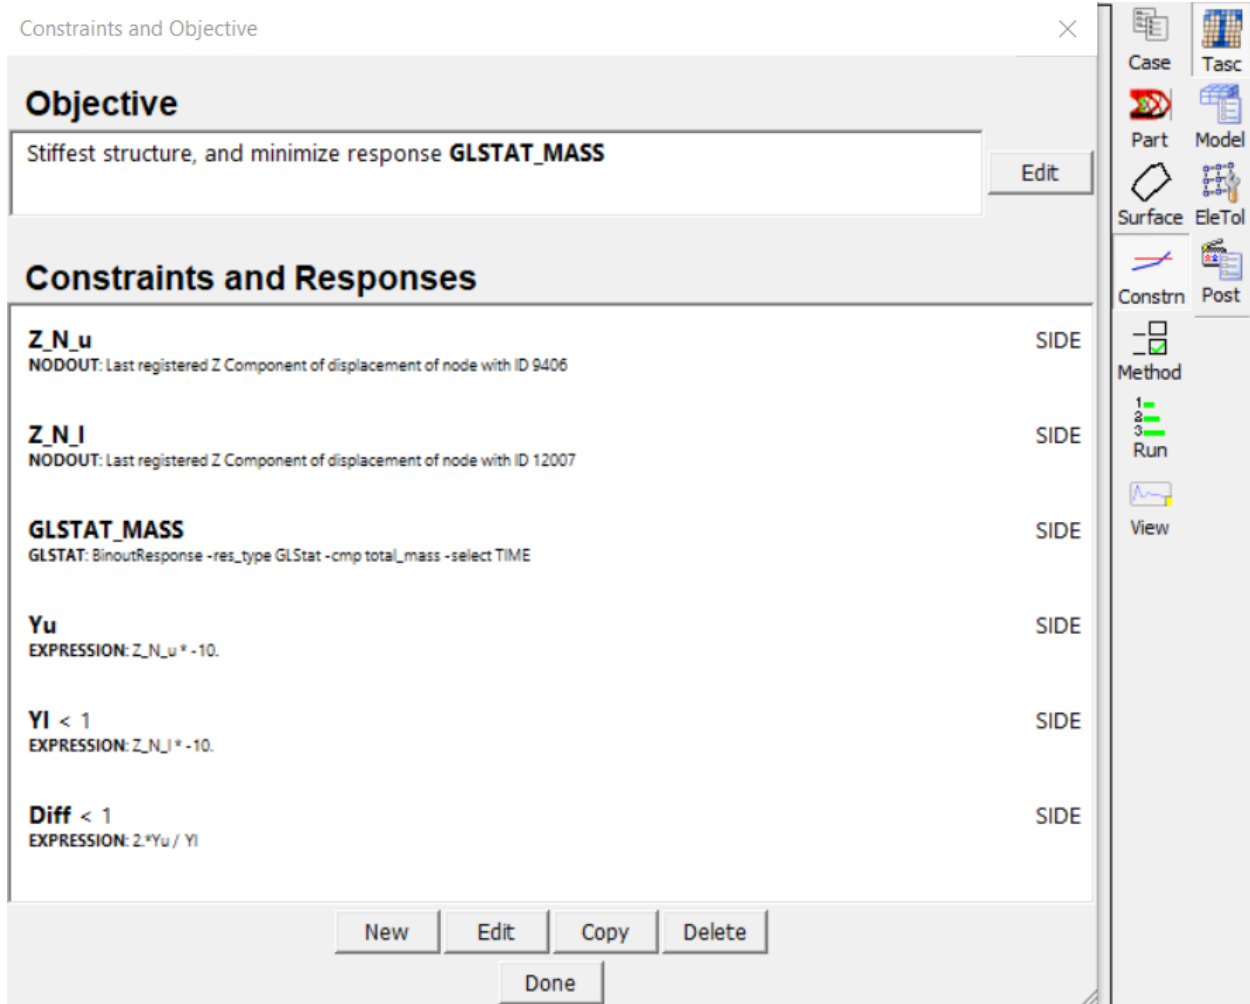 Constraints and Objective
Objective
Stiffest structure, and minimize response GLSTAT_MASS
Edit
Constraints and Responses
Z_N_u SIDE
NODOUT: Last registered Z Component of displacement of node with ID 9406
Z_N_l SIDE
NODOUT: Last registered Z Component of displacement of node with ID 12007
GLSTAT_MASS SIDE
GLSTAT: BinoutResponse -res_type GLStat -cmp total_mass -select TIME
Yu SIDE
EXPRESSION: Z_N_u * -10.
Yl < 1 SIDE
EXPRESSION: Z_N_l * -10.
Diff < 1 SIDE
EXPRESSION: 2.*Yu / Yl
New Edit Copy Delete
Done
Case Tasc
Part Model
Surface EleTol
Constrn Post
Method
1
2
3
Run
View